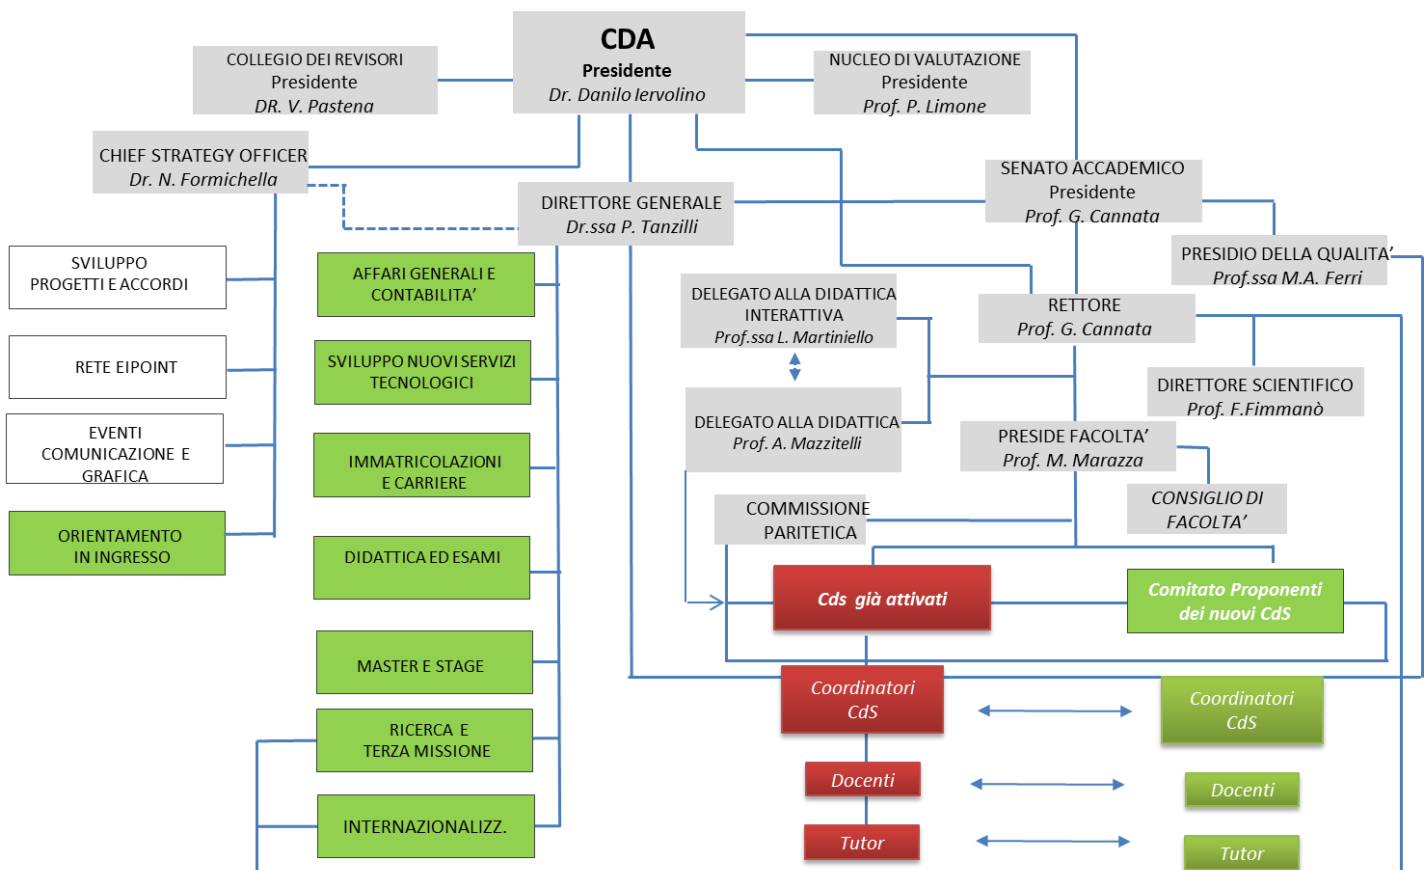 CDA
Presidente
Dr. Danilo Iervolino
COLLEGIO DEI REVISORI
Presidente
DR. V. Pastena
NUCLEO DI VALUTAZIONE
Presidente
Prof. P. Limone
CHIEF STRATEGY OFFICER
Dr. N. Formichella
DIRETTORE GENERALE
Dr.ssa P. Tanzilli
SENATO ACCADEMICO
Presidente
Prof. G. Cannata
PRESIDIO DELLA QUALITA’
Prof.ssa M.A. Ferri
SVILUPPO
PROGETTI E ACCORDI
RETE EIPOINT
EVENTI
COMUNICAZIONE E
GRAFICA
ORIENTAMENTO
IN INGRESSO
AFFARI GENERALI E
CONTABILITA’
SVILUPPO NUOVI SERVIZI
TECNOLOGICI
IMMATRICOLAZIONI
E CARRIERE
DIDATTICA ED ESAMI
MASTER E STAGE
RICERCA E
TERZA MISSIONE
INTERNAZIONALIZZ.
DELEGATO ALLA DIDATTICA
INTERATTIVA
Prof.ssa L. Martiniello
RETTORE
Prof. G. Cannata
DIRETTORE SCIENTIFICO
Prof. F.Fimmanò
DELEGATO ALLA DIDATTICA
Prof. A. Mazzitelli
PRESIDE FACOLTA’
Prof. M. Marazza
CONSIGLIO DI
FACOLTA’
COMMISSIONE
PARITETICA
Cds già attivati
Comitato Proponenti
dei nuovi CdS
Coordinatori
CdS
Coordinatori
CdS
Docenti
Docenti
Tutor
Tutor